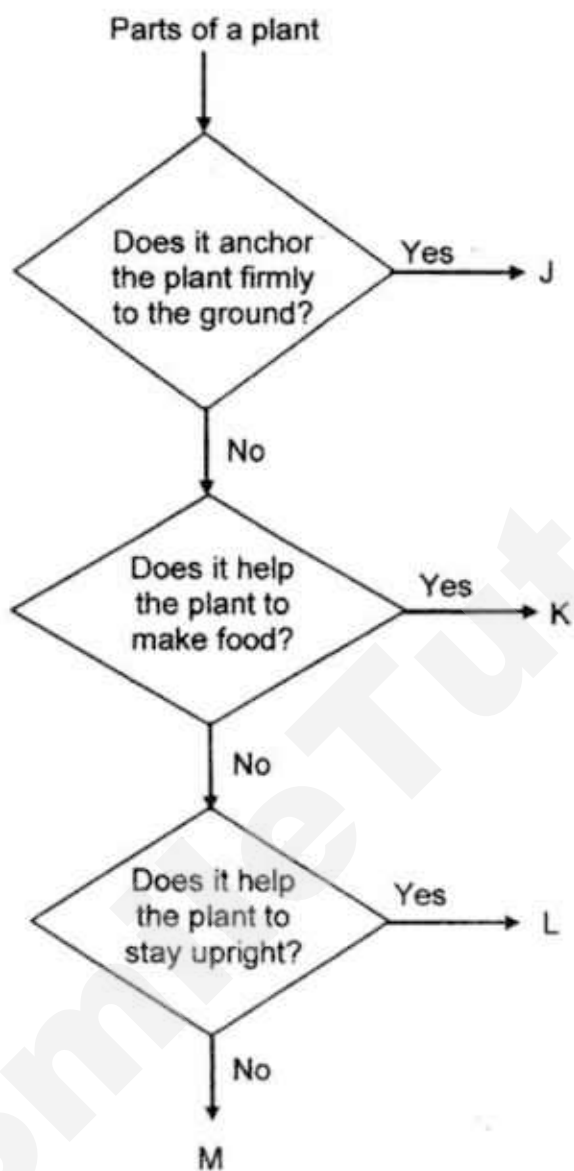 Parts of a plant
Does it anchor
the plant firmly
to the ground?
Yes
J
No
Does it help
the plant to
make food?
Yes
K
No
Does it help
the plant to
stay upright?
Yes
L
No
M